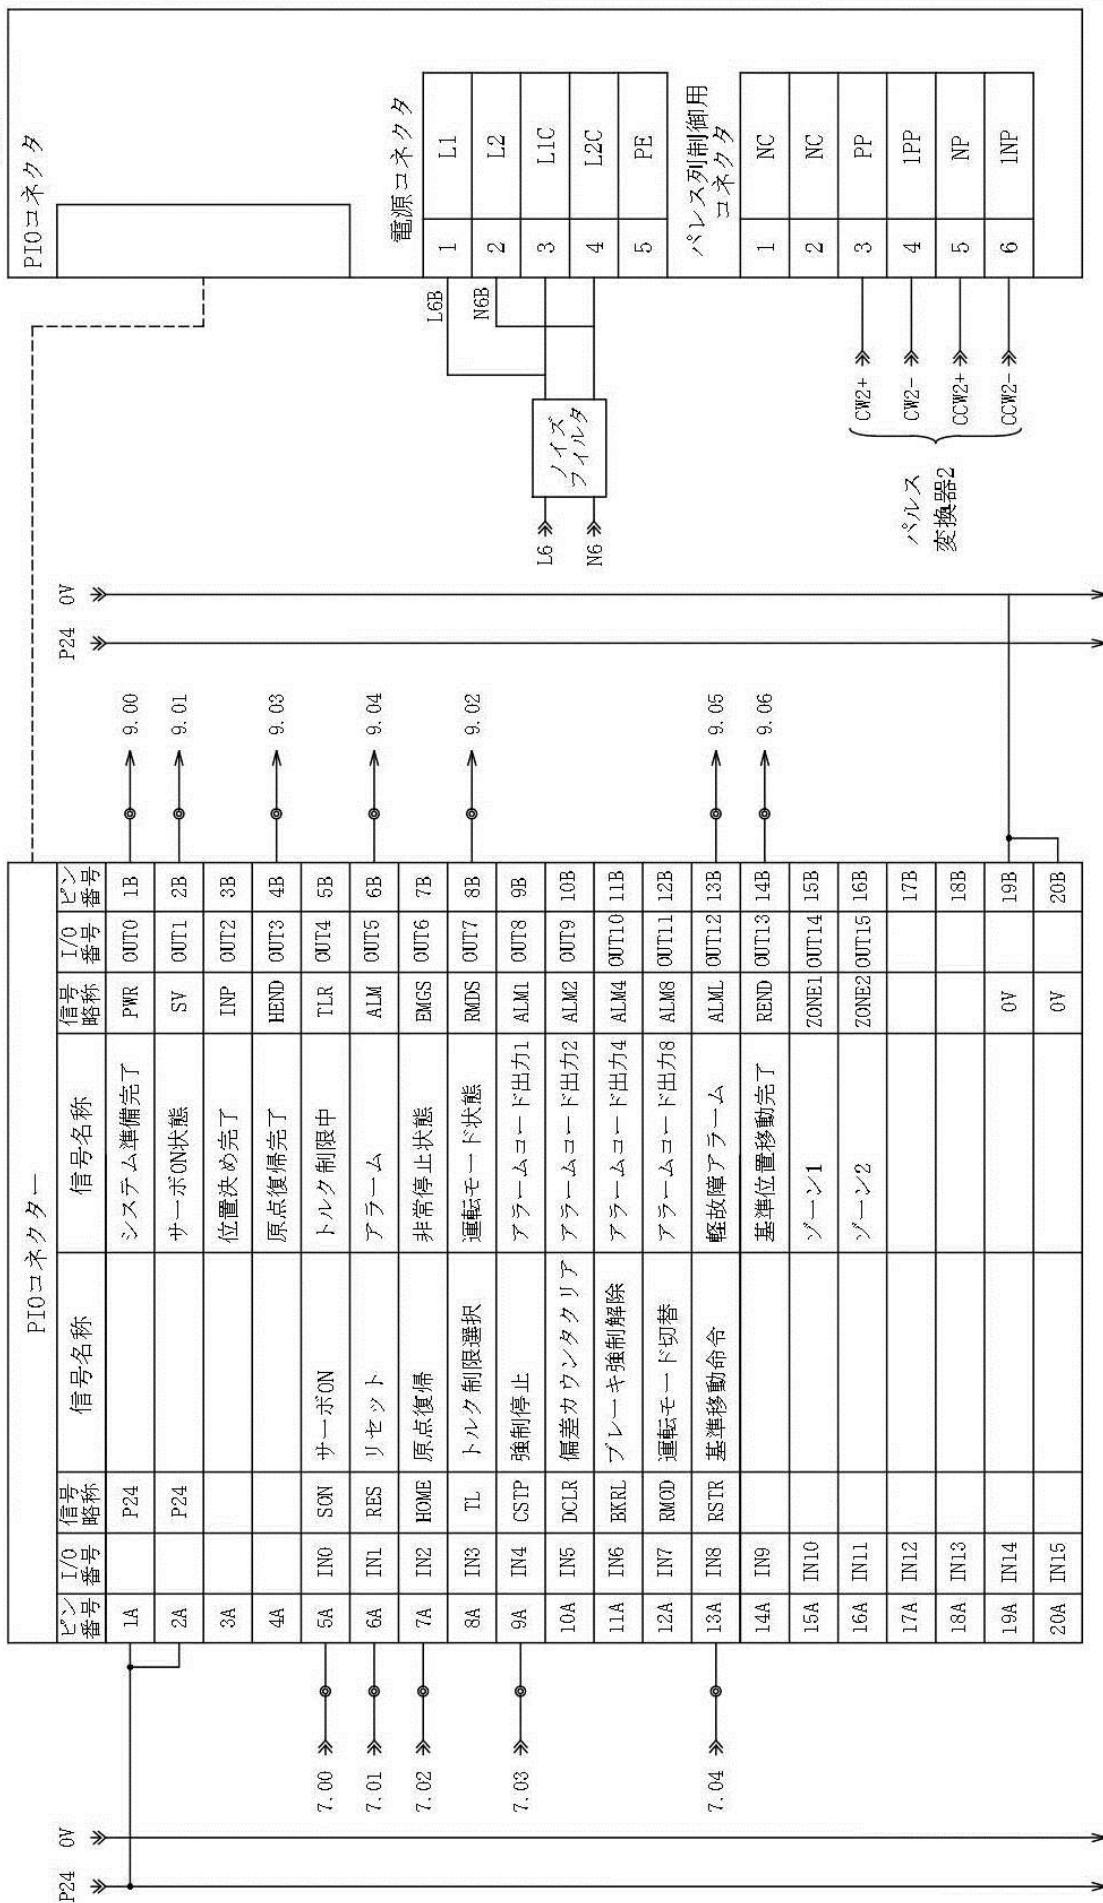 P24
0V
PIOコネクター
ピン番号 I/O番号 信号略称 信号名称 信号名称 信号略称 I/O番号 ピン番号
1A P24 システム準備完了 PWR OUT0 1B 9.00
2A P24 サーボON状態 SV OUT1 2B 9.01
3A 位置決め完了 INP OUT2 3B
4A 原点復帰完了 HEND OUT3 4B 9.03
7.00 5A IN0 SON サーボON トルク制限中 TLR OUT4 5B
7.01 6A IN1 RES リセット アラーム ALM OUT5 6B 9.04
7.02 7A IN2 HOME 原点復帰 非常停止状態 EMGS OUT6 7B
8A IN3 TL トルク制限選択 運転モード状態 RMDS OUT7 8B 9.02
7.03 9A IN4 CSTP 強制停止 アラームコード出力1 ALM1 OUT8 9B
10A IN5 DCLR 偏差カウンタクリア アラームコード出力2 ALM2 OUT9 10B
11A IN6 BKRL ブレーキ強制解除 アラームコード出力4 ALM4 OUT10 11B
12A IN7 RMOD 運転モード切替 アラームコード出力8 ALM8 OUT11 12B
7.04 13A IN8 RSTR 基準移動命令 軽故障アラーム ALML OUT12 13B 9.05
14A IN9 基準位置移動完了 REND OUT13 14B 9.06
15A IN10 ゾーン1 ZONE1 OUT14 15B
16A IN11 ゾーン2 ZONE2 OUT15 16B
17A IN12 17B
18A IN13 18B
19A IN14 0V 19B
20A IN15 0V 20B
P24
0V
PIOコネクタ
電源コネクタ
L6B 1 L1
N6B 2 L2
3 L1C
4 L2C
5 PE
L6
N6
ノイズ
フィルタ
パレス列制御用
コネクタ
1 NC
2 NC
CW2+ 3 PP
CW2- 4 1PP
CCW2+ 5 NP
CCW2- 6 1NP
パルス
変換器2